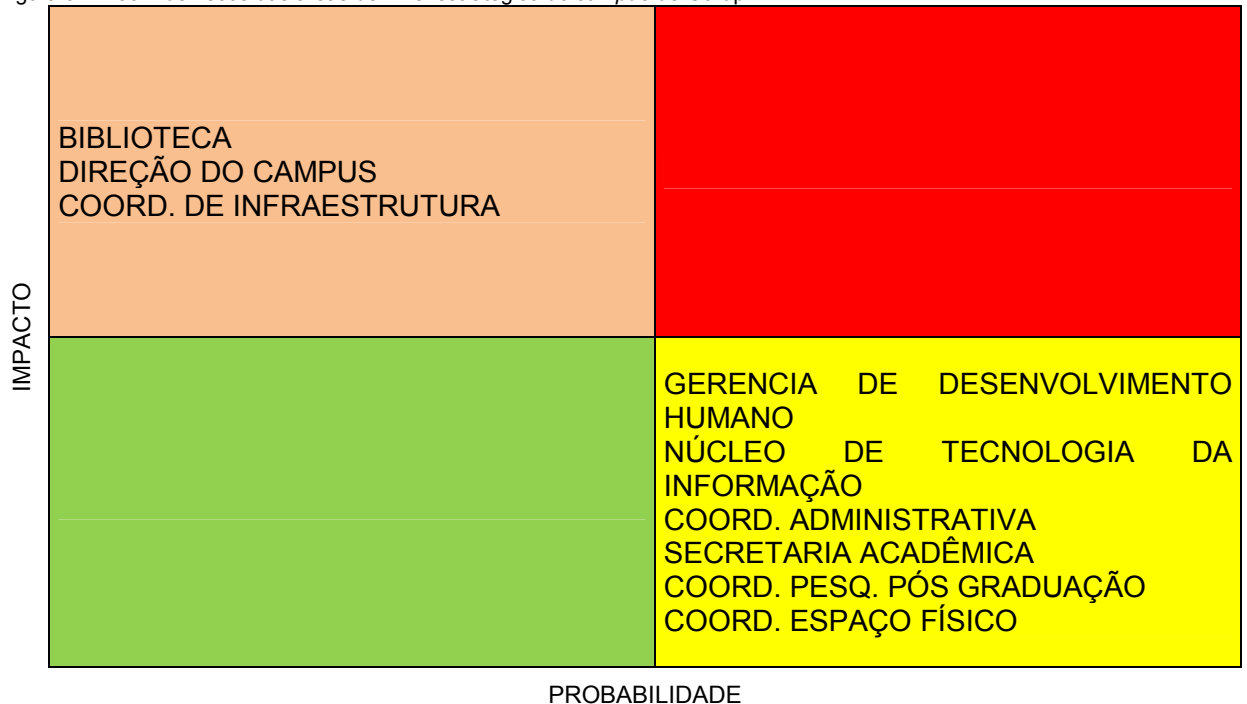 BIBLIOTECA
DIREÇÃO DO CAMPUS
COORD. DE INFRAESTRUTURA
IMPACTO
GERENCIA DE DESENVOLVIMENTO
HUMANO
NÚCLEO DE TECNOLOGIA DA
INFORMAÇÃO
COORD. ADMINISTRATIVA
SECRETARIA ACADÊMICA
COORD. PESQ. PÓS GRADUAÇÃO
COORD. ESPAÇO FÍSICO
PROBABILIDADE